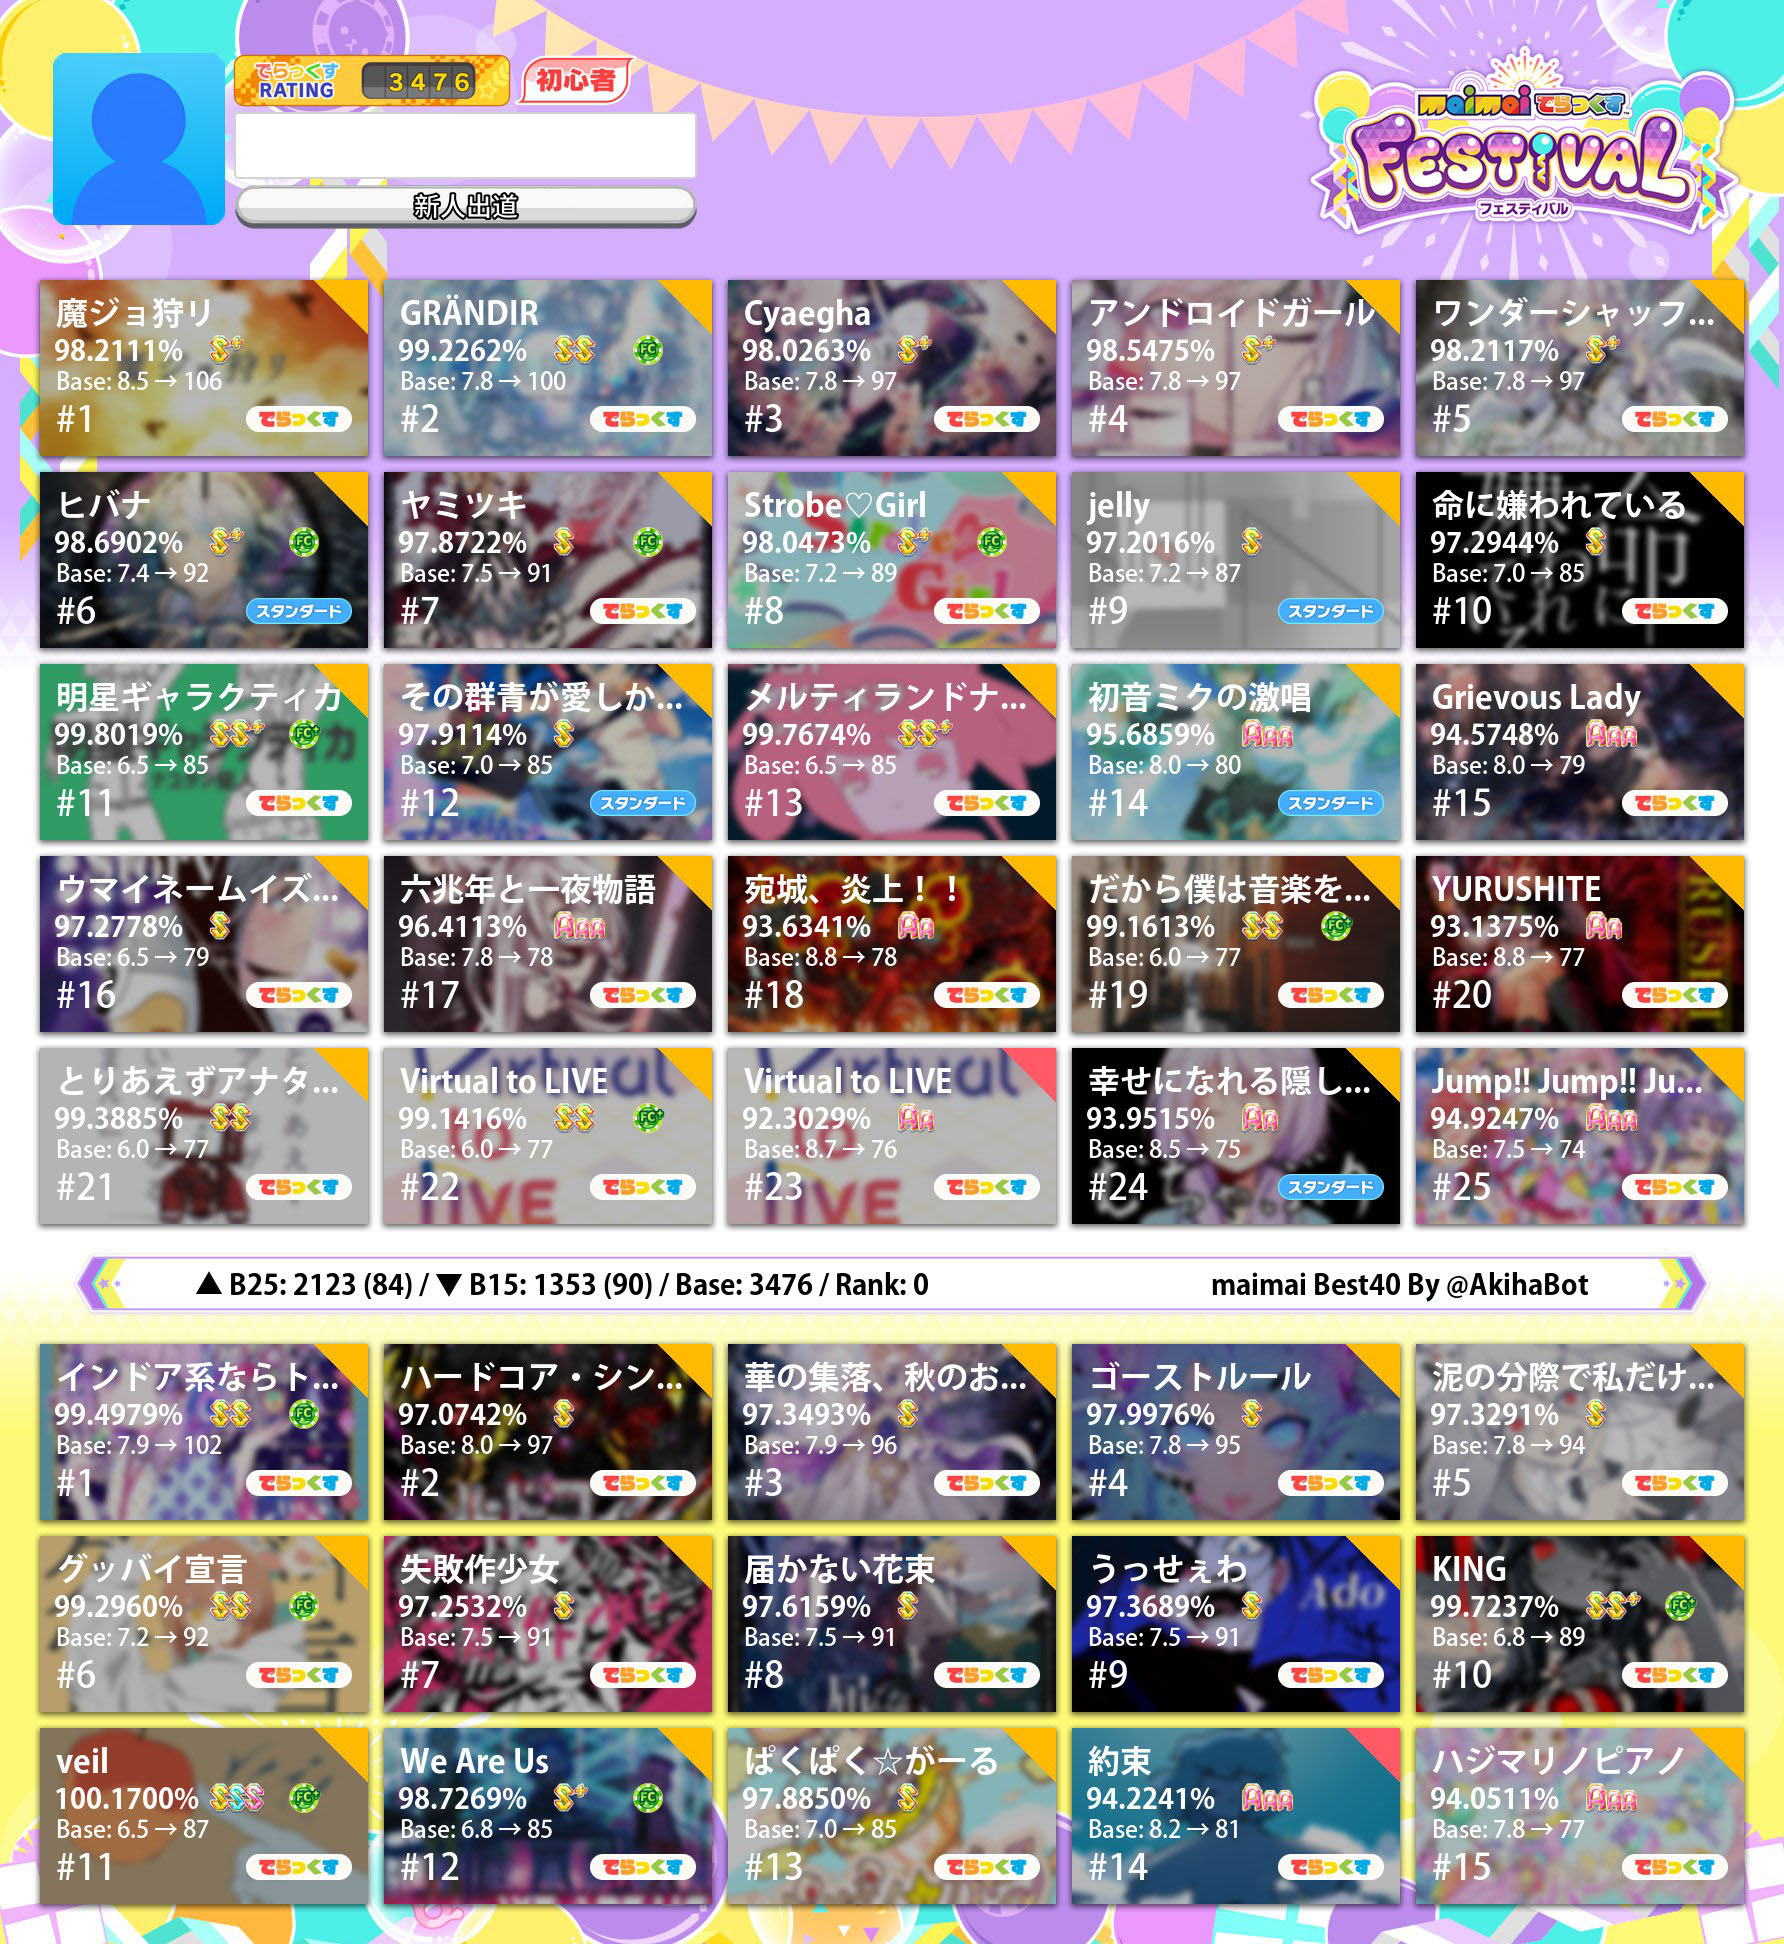 でらっくす
RATING
3476
初心者
新人出道
maimai でらっくす
FESTiVAL
フェスティバル
魔ジョ狩リ
98.2111% S+
Base: 8.5 → 106
#1 でらっくす
GRÄNDIR
99.2262% SS FC
Base: 7.8 → 100
#2 でらっくす
Cyaegha
98.0263% S+
Base: 7.8 → 97
#3 でらっくす
アンドロイドガール
98.5475% S+
Base: 7.8 → 97
#4 でらっくす
ワンダーシャッフ...
98.2117% S+
Base: 7.8 → 97
#5 でらっくす
ヒバナ
98.6902% S+ FC
Base: 7.4 → 92
#6 スタンダード
ヤミツキ
97.8722% S FC
Base: 7.5 → 91
#7 でらっくす
Strobe♡Girl
98.0473% S+ FC
Base: 7.2 → 89
#8 でらっくす
jelly
97.2016% S
Base: 7.2 → 87
#9 スタンダード
命に嫌われている
97.2944% S
Base: 7.0 → 85
#10 でらっくす
明星ギャラクティカ
99.8019% SS+ FC+
Base: 6.5 → 85
#11 でらっくす
その群青が愛しか...
97.9114% S
Base: 7.0 → 85
#12 スタンダード
メルティランドナ...
99.7674% SS+
Base: 6.5 → 85
#13 でらっくす
初音ミクの激唱
95.6859% AAA
Base: 8.0 → 80
#14 スタンダード
Grievous Lady
94.5748% AAA
Base: 8.0 → 79
#15 でらっくす
ウマイネームイズ...
97.2778% S
Base: 6.5 → 79
#16 でらっくす
六兆年と一夜物語
96.4113% AAA
Base: 7.8 → 78
#17 でらっくす
宛城、炎上！！
93.6341% AA
Base: 8.8 → 78
#18 でらっくす
だから僕は音楽を...
99.1613% SS FC+
Base: 6.0 → 77
#19 でらっくす
YURUSHITE
93.1375% AA
Base: 8.8 → 77
#20 でらっくす
とりあえずアナタ...
99.3885% SS
Base: 6.0 → 77
#21 でらっくす
Virtual to LIVE
99.1416% SS FC+
Base: 6.0 → 77
#22 でらっくす
Virtual to LIVE
92.3029% AA
Base: 8.7 → 76
#23 でらっくす
幸せになれる隠し...
93.9515% AA
Base: 8.5 → 75
#24 スタンダード
Jump!! Jump!! Ju...
94.9247% AAA
Base: 7.5 → 74
#25 でらっくす
▲ B25: 2123 (84) / ▼ B15: 1353 (90) / Base: 3476 / Rank: 0
maimai Best40 By @AkihaBot
インドア系ならト...
99.4979% SS FC
Base: 7.9 → 102
#1 でらっくす
ハードコア・シン...
97.0742% S
Base: 8.0 → 97
#2 でらっくす
華の集落、秋のお...
97.3493% S
Base: 7.9 → 96
#3 でらっくす
ゴーストルール
97.9976% S
Base: 7.8 → 95
#4 でらっくす
泥の分際で私だけ...
97.3291% S
Base: 7.8 → 94
#5 でらっくす
グッバイ宣言
99.2960% SS FC
Base: 7.2 → 92
#6 でらっくす
失敗作少女
97.2532% S
Base: 7.5 → 91
#7 でらっくす
届かない花束
97.6159% S
Base: 7.5 → 91
#8 でらっくす
うっせぇわ
97.3689% S
Base: 7.5 → 91
#9 でらっくす
KING
99.7237% SS+ FC+
Base: 6.8 → 89
#10 でらっくす
veil
100.1700% SSS FC+
Base: 6.5 → 87
#11 でらっくす
We Are Us
98.7269% S+ FC
Base: 6.8 → 85
#12 でらっくす
ぱくぱく☆がーる
97.8850% S
Base: 7.0 → 85
#13 でらっくす
約束
94.2241% AAA
Base: 8.2 → 81
#14 でらっくす
ハジマリノピアノ
94.0511% AAA
Base: 7.8 → 77
#15 でらっくす